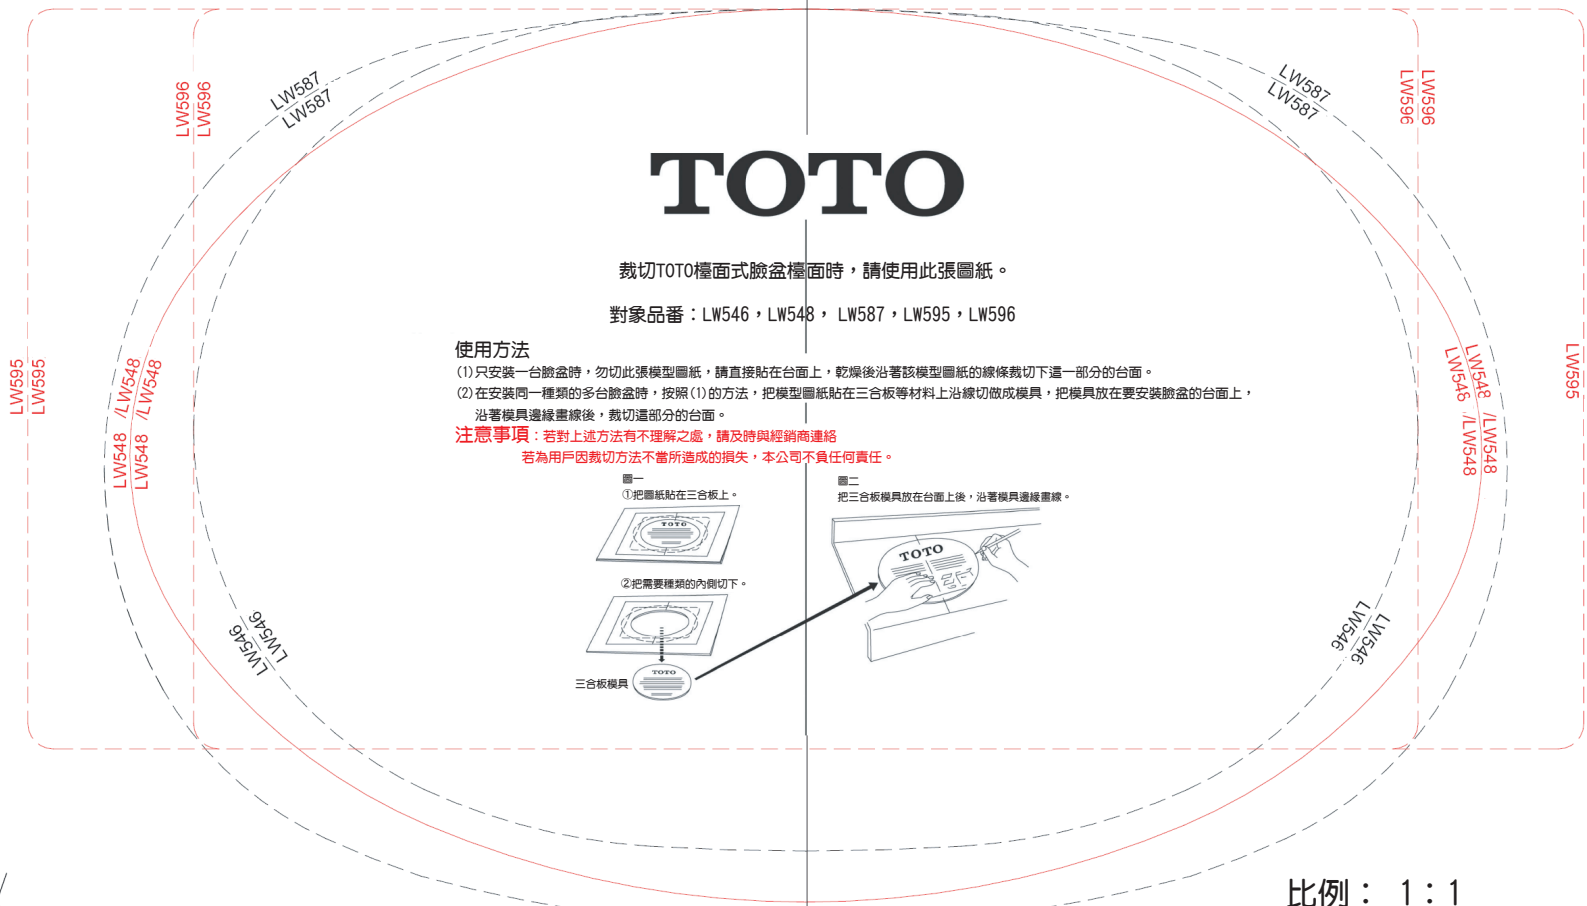 LW587
LW587
LW587
LW587
LW596
LW596
LW596
LW596
TOTO
裁切TOTO檯面式臉盆檯面時，請使用此張圖紙。
對象品番：LW546，LW548， LW587，LW595，LW596
使用方法
(1)只安裝一台臉盆時，勿切此張模型圖紙，請直接貼在台面上，乾燥後沿著該模型圖紙的線條裁切下這一部分的台面。
(2)在安裝同一種類的多台臉盆時，按照(1)的方法，把模型圖紙貼在三合板等材料上沿線切做成模具，把模具放在要安裝臉盆的台面上，
沿著模具邊緣畫線後，裁切這部分的台面。
注意事項：若對上述方法有不理解之處，請及時與經銷商連絡
若為用戶因裁切方法不當所造成的損失，本公司不負任何責任。
LW595
LW595
LW548 /LW548
LW548 /LW548
LW548 /LW548
LW546 /LW548
LW595
圖一
①把圖紙貼在三合板上。
TOTO
②把需要種類的內側切下。
三合板模具
TOTO
圖二
把三合板模具放在台面上後，沿著模具邊緣畫線。
TOTO
LW546
LW546
LW546
LW546
比例： 1：1